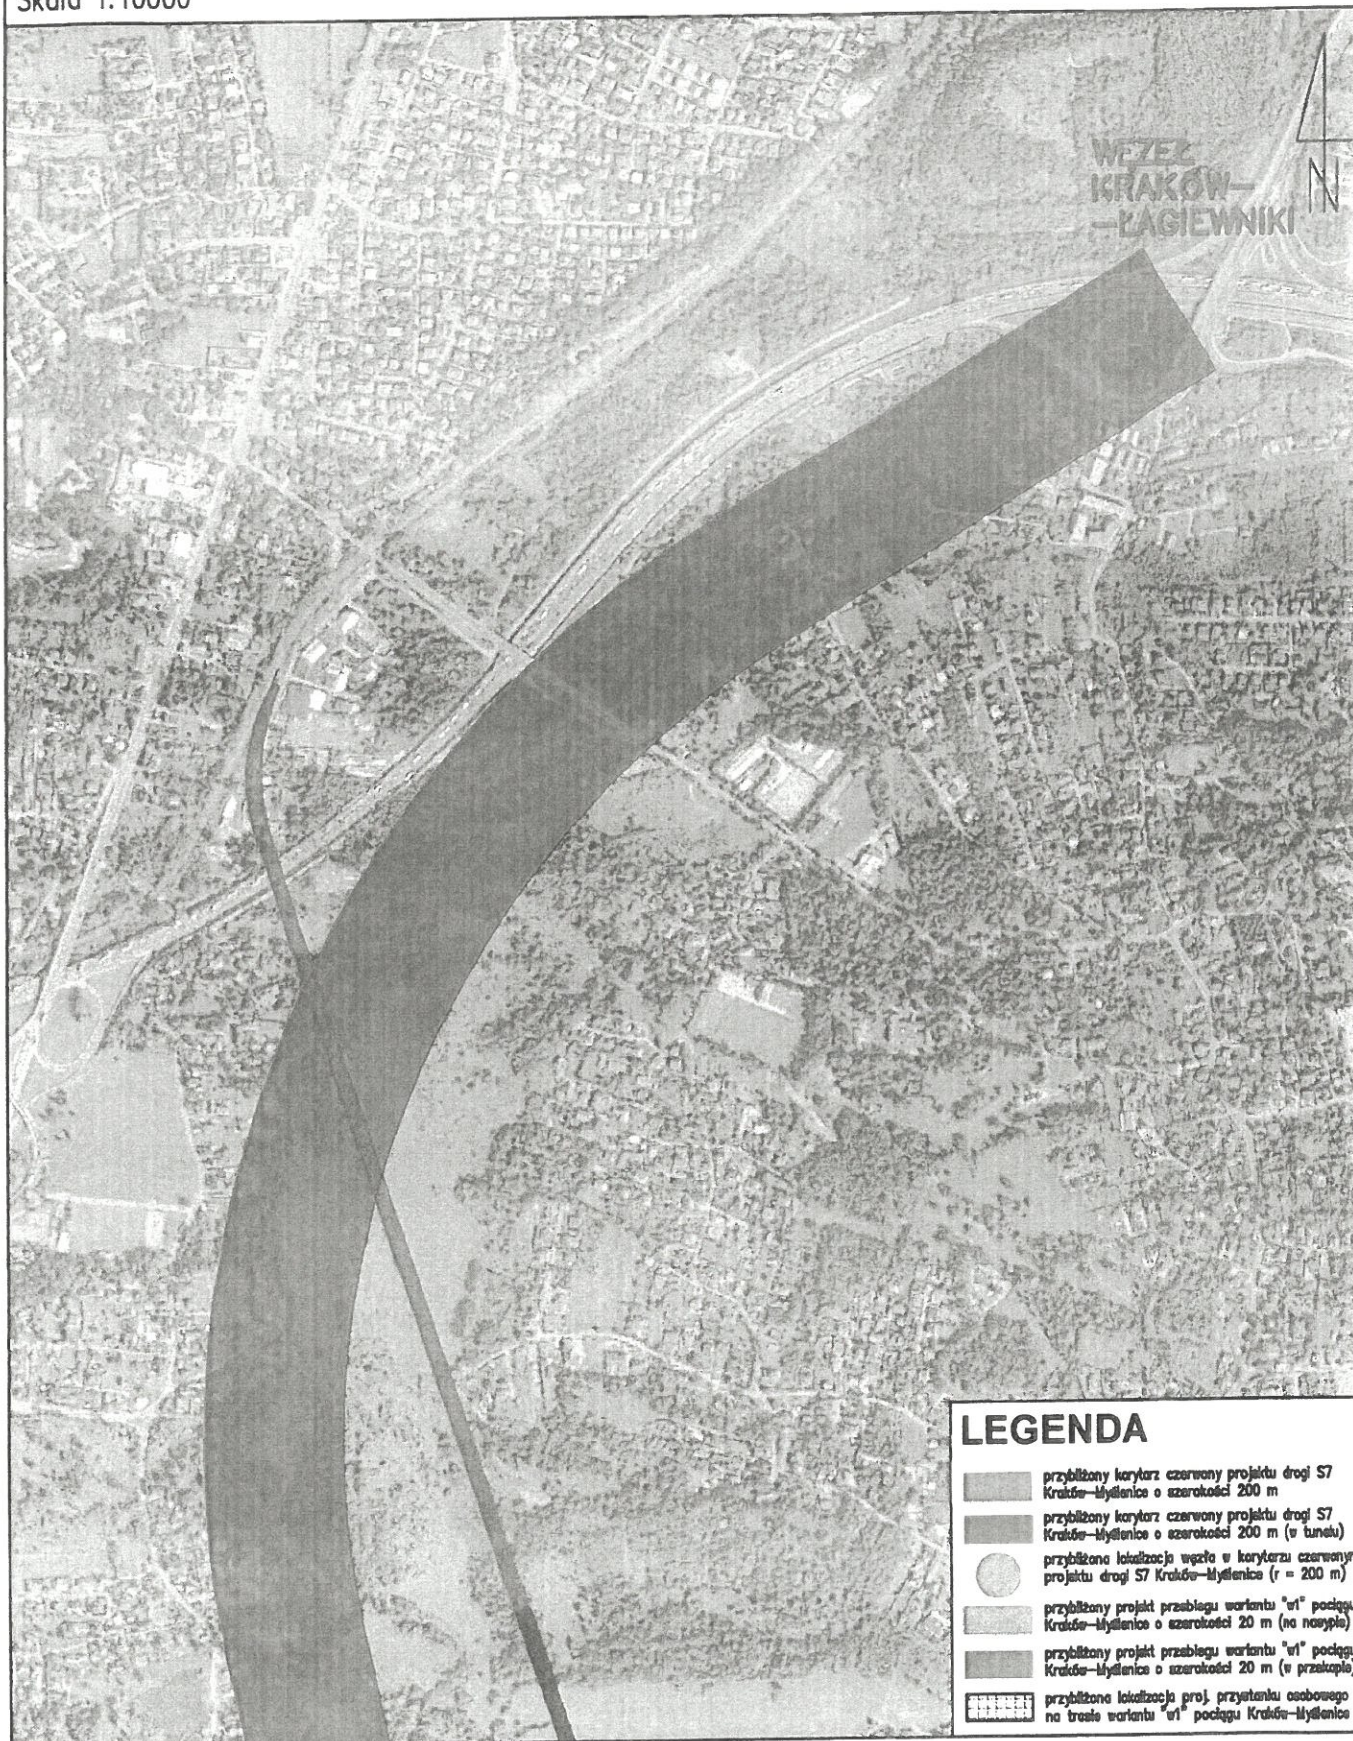 Skala 1:10000
WĘZEŁ
KRAKÓW-
-ŁAGIEWNIKI
N
LEGENDA
przybliżony korytarz czerwony projektu drogi S7
Kraków-Myślenice o szerokości 200 m
przybliżony korytarz czerwony projektu drogi S7
Kraków-Myślenice o szerokości 200 m (w tunelu)
przybliżona lokalizacja węzła w korytarzu czerwonym
projektu drogi S7 Kraków-Myślenice (r = 200 m)
przybliżony projekt przebiegu wariantu "w1" pociągu
Kraków-Myślenice o szerokości 20 m (na nasypie)
przybliżony projekt przebiegu wariantu "w1" pociągu
Kraków-Myślenice o szerokości 20 m (w przekopie)
przybliżona lokalizacja proj. przystanku osobowego
na trasie wariantu "w1" pociągu Kraków-Myślenice